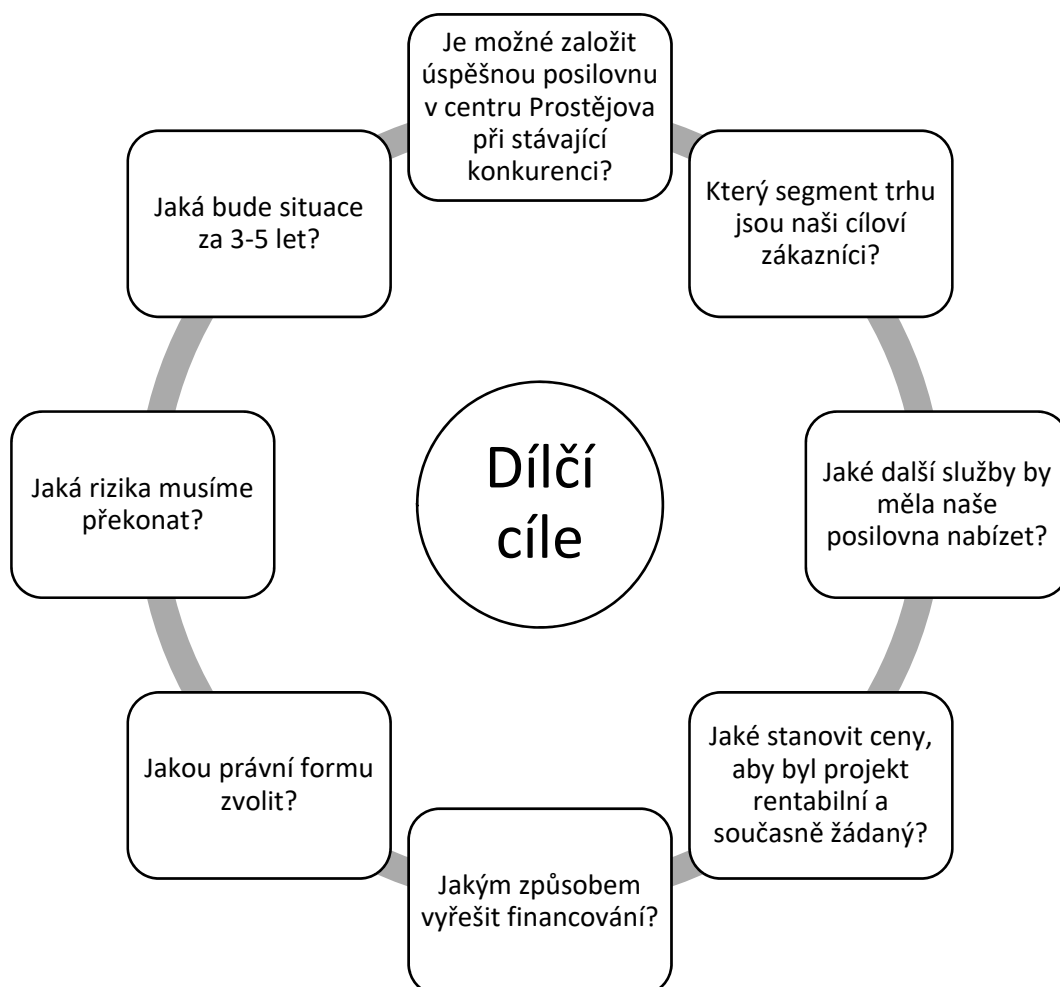 Je možné založit
úspěšnou posilovnu
v centru Prostějova
při stávající
konkurenci?
Který segment trhu
jsou naši cíloví
zákazníci?
Jaké další služby by
měla naše
posilovna nabízet?
Jaké stanovit ceny,
aby byl projekt
rentabilní a
současně žádaný?
Jakým způsobem
vyřešit financování?
Jakou právní formu
zvolit?
Jaká rizika musíme
překonat?
Jaká bude situace
za 3-5 let?
Dílčí
cíle